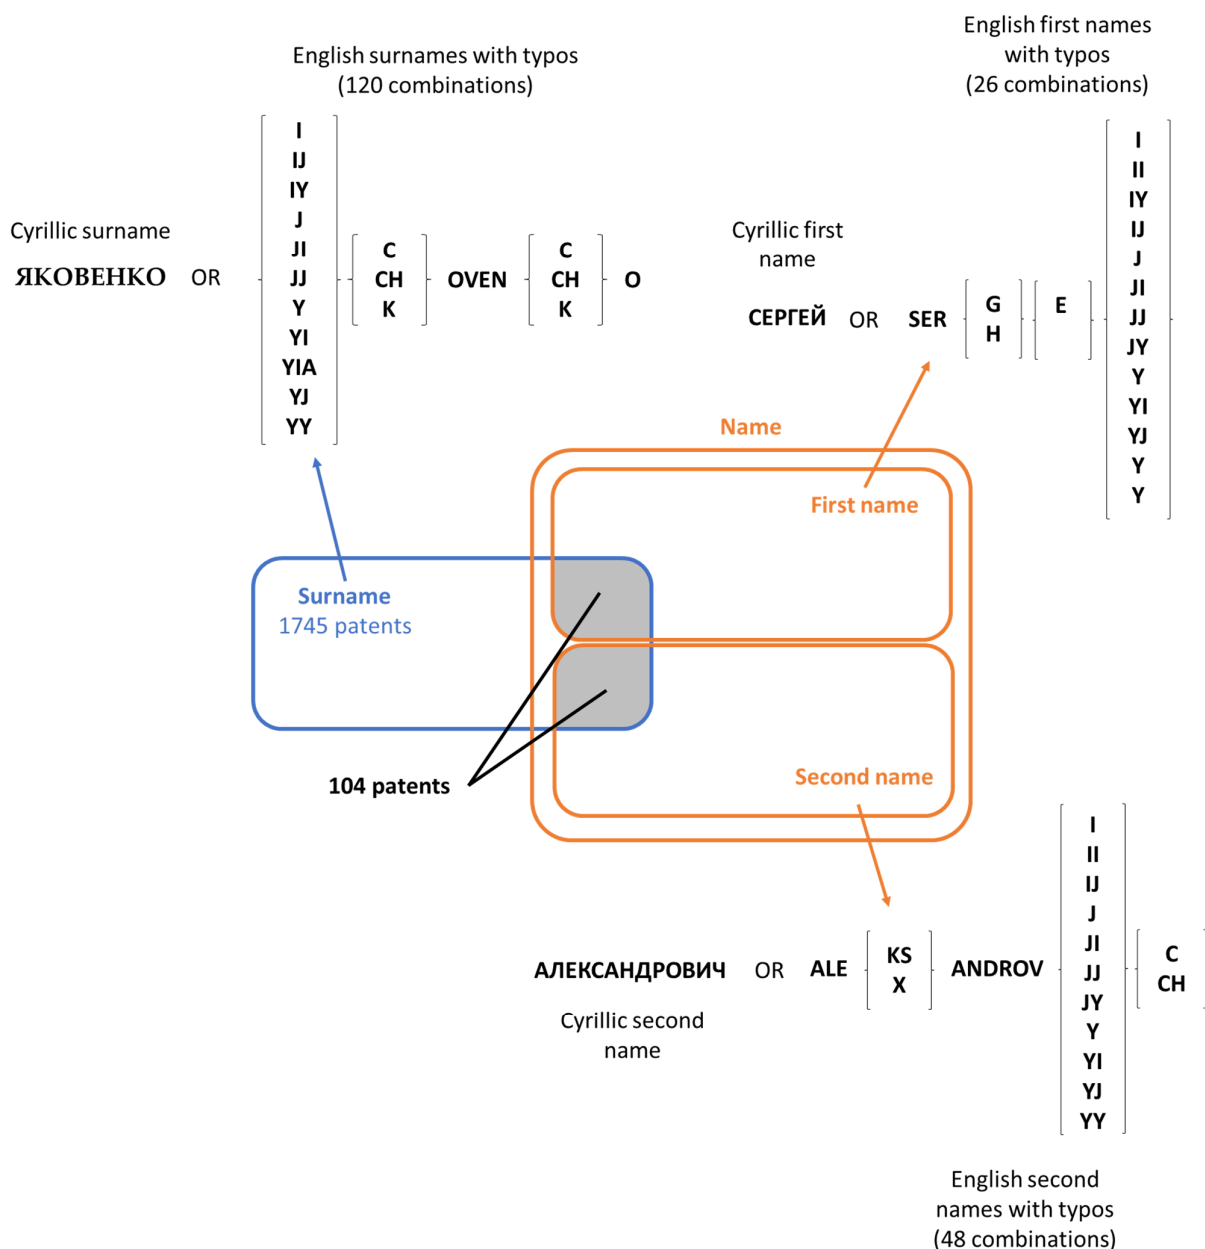 English surnames with typos
(120 combinations)
I
IJ
IY
J
JI
JJ
Y
YI
YIA
YJ
YY
Cyrillic surname
ЯКОВЕНКО OR
C
CH
K
OVEN
C
CH
K
O
English first names
with typos
(26 combinations)
Cyrillic first
name
СЕРГЕЙ OR SER
G
H
E
I
II
IY
IJ
J
JI
JJ
JY
Y
YI
YJ
Y
Y
Name
First name
Surname
1745 patents
104 patents
Second name
АЛЕКСАНДРОВИЧ OR ALE
KS
X
ANDROV
I
II
IJ
J
JI
JJ
JY
Y
YI
YJ
YY
C
CH
Cyrillic second
name
English second
names with typos
(48 combinations)